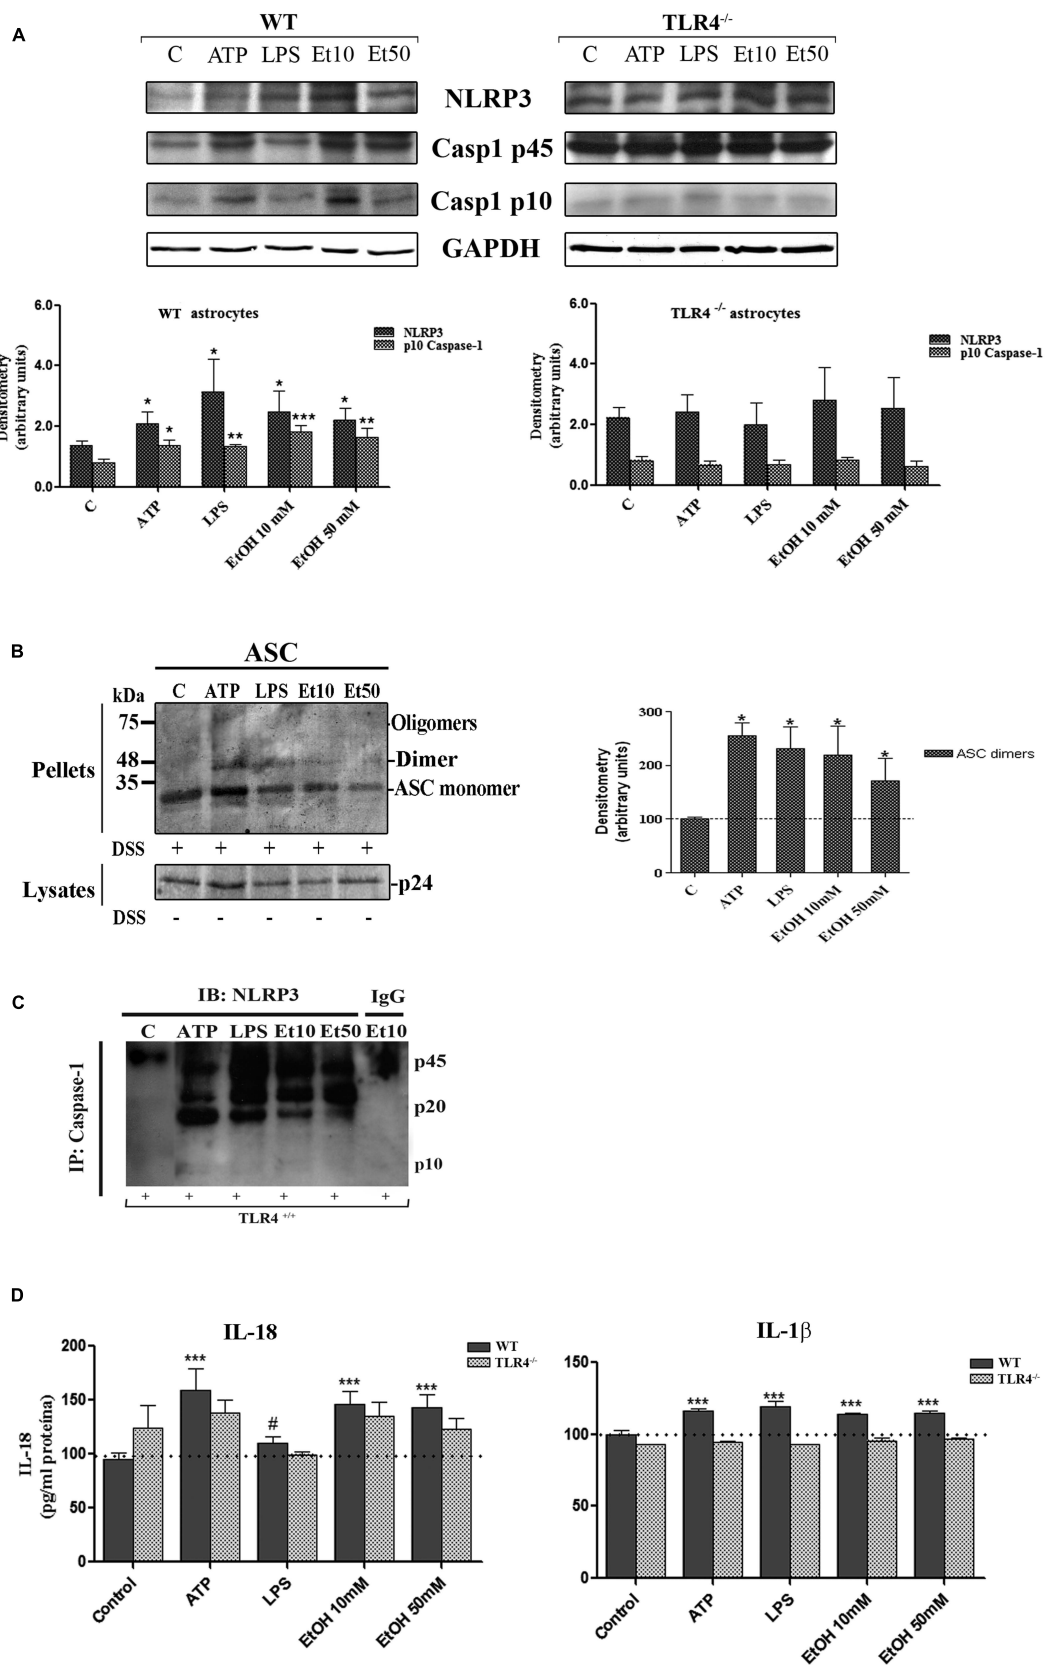 A
WT
TLR4-/-
C ATP LPS Et10 Et50
C ATP LPS Et10 Et50
NLRP3
Casp1 p45
Casp1 p10
GAPDH
Densitometry
(arbitrary units)
6.0
4.0
2.0
0.0
WT astrocytes
NLRP3
p10 Caspase-1
* * * ** * *** * **
C
ATP
LPS
EtOH 10 mM
EtOH 50 mM
Densitometry
(arbitrary units)
6.0
4.0
2.0
0.0
TLR4 -/- astrocytes
NLRP3
p10 Caspase-1
C
ATP
LPS
EtOH 10 mM
EtOH 50 mM
B
ASC
kDa
C ATP LPS Et10 Et50
75
48
35
Oligomers
-Dimer
-ASC monomer
Pellets
DSS + + + + +
Lysates
-p24
DSS - - - - -
Densitometry
(arbitrary units)
300
200
100
0
* * * *
ASC dimers
C
ATP
LPS
EtOH 10mM
EtOH 50mM
C
IB: NLRP3
IgG
C ATP LPS Et10 Et50 Et10
IP: Caspase-1
p45
p20
p10
+ + + + + +
TLR4 +/+
D
IL-18
IL-18
(pg/ml proteína)
200
150
100
50
0
WT
TLR4-/-
*** # *** ***
Control
ATP
LPS
EtOH 10mM
EtOH 50mM
IL-1β
150
100
50
0
WT
TLR4-/-
*** *** *** ***
Control
ATP
LPS
EtOH 10mM
EtOH 50mM